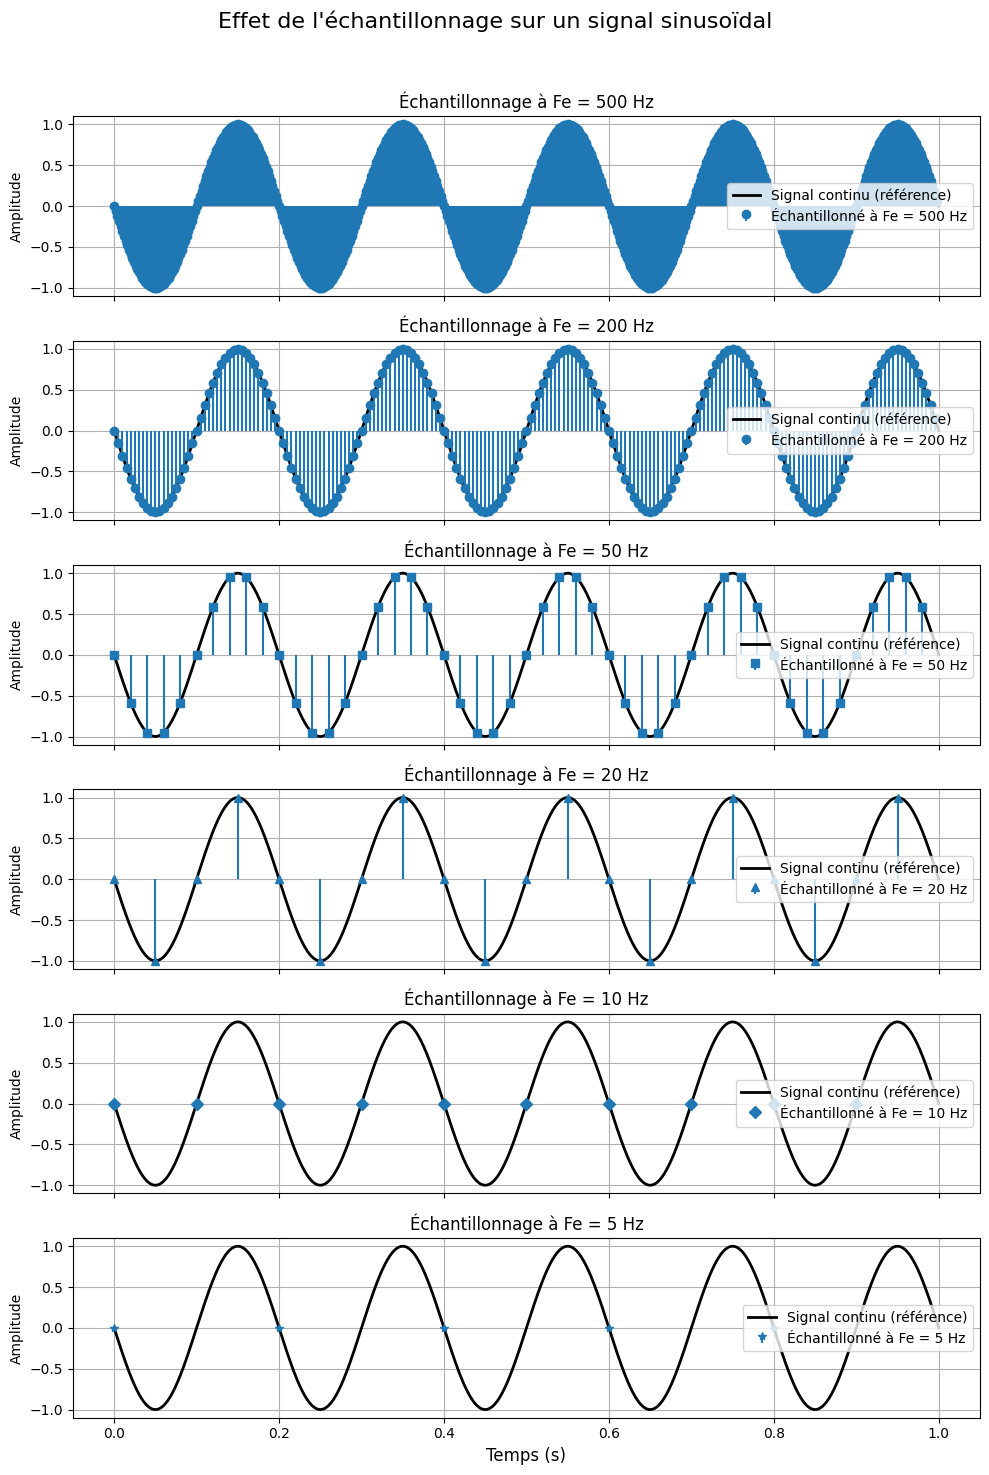 Effet de l'échantillonnage sur un signal sinusoïdal
Échantillonnage à Fe = 500 Hz
Amplitude
1.0
0.5
0.0
−0.5
−1.0
Signal continu (référence)
Échantillonné à Fe = 500 Hz
Échantillonnage à Fe = 200 Hz
Amplitude
1.0
0.5
0.0
−0.5
−1.0
Signal continu (référence)
Échantillonné à Fe = 200 Hz
Échantillonnage à Fe = 50 Hz
Amplitude
1.0
0.5
0.0
−0.5
−1.0
Signal continu (référence)
Échantillonné à Fe = 50 Hz
Échantillonnage à Fe = 20 Hz
Amplitude
1.0
0.5
0.0
−0.5
−1.0
Signal continu (référence)
Échantillonné à Fe = 20 Hz
Échantillonnage à Fe = 10 Hz
Amplitude
1.0
0.5
0.0
−0.5
−1.0
Signal continu (référence)
Échantillonné à Fe = 10 Hz
Échantillonnage à Fe = 5 Hz
Amplitude
1.0
0.5
0.0
−0.5
−1.0
Signal continu (référence)
Échantillonné à Fe = 5 Hz
0.0 0.2 0.4 0.6 0.8 1.0
Temps (s)